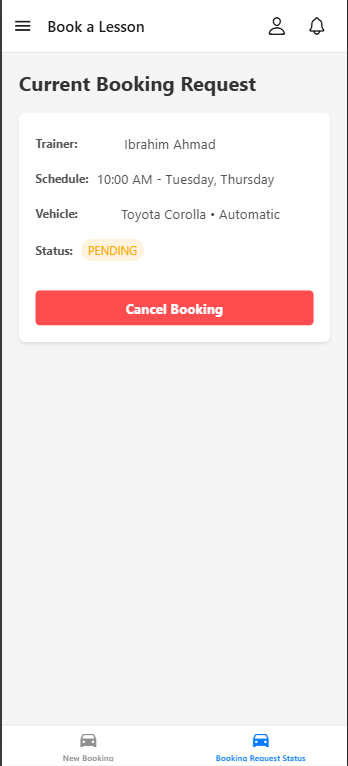 Book a Lesson
Current Booking Request
Trainer: Ibrahim Ahmad
Schedule: 10:00 AM - Tuesday, Thursday
Vehicle: Toyota Corolla • Automatic
Status: PENDING
Cancel Booking
New Booking
Booking Request Status